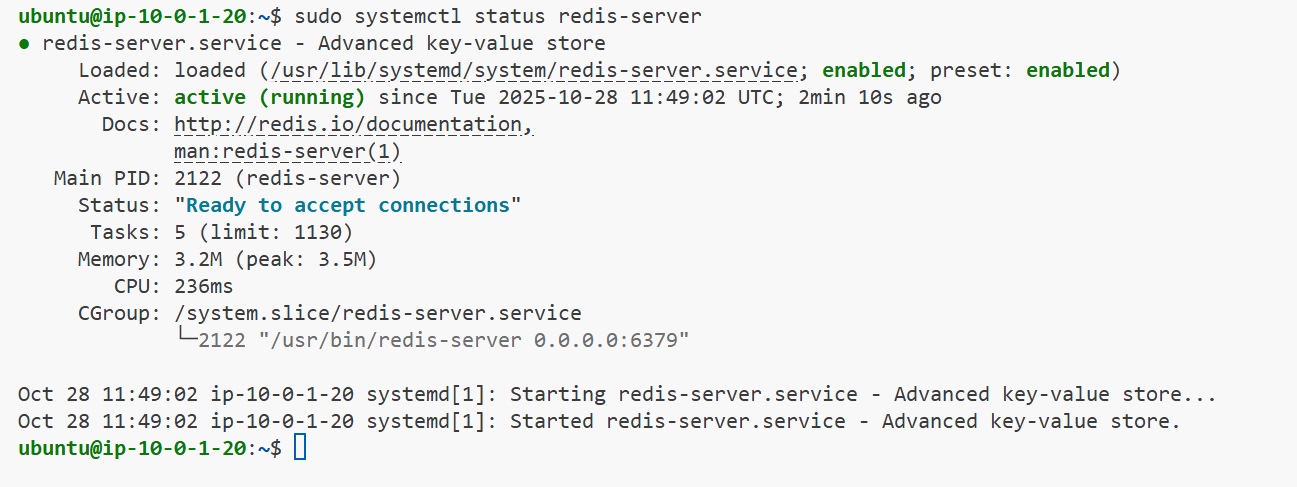 ubuntu@ip-10-0-1-20:~$ sudo systemctl status redis-server
● redis-server.service - Advanced key-value store
     Loaded: loaded (/usr/lib/systemd/system/redis-server.service; enabled; preset: enabled)
     Active: active (running) since Tue 2025-10-28 11:49:02 UTC; 2min 10s ago
       Docs: http://redis.io/documentation,
             man:redis-server(1)
   Main PID: 2122 (redis-server)
     Status: "Ready to accept connections"
      Tasks: 5 (limit: 1130)
     Memory: 3.2M (peak: 3.5M)
        CPU: 236ms
     CGroup: /system.slice/redis-server.service
             └─2122 "/usr/bin/redis-server 0.0.0.0:6379"

Oct 28 11:49:02 ip-10-0-1-20 systemd[1]: Starting redis-server.service - Advanced key-value store...
Oct 28 11:49:02 ip-10-0-1-20 systemd[1]: Started redis-server.service - Advanced key-value store.
ubuntu@ip-10-0-1-20:~$